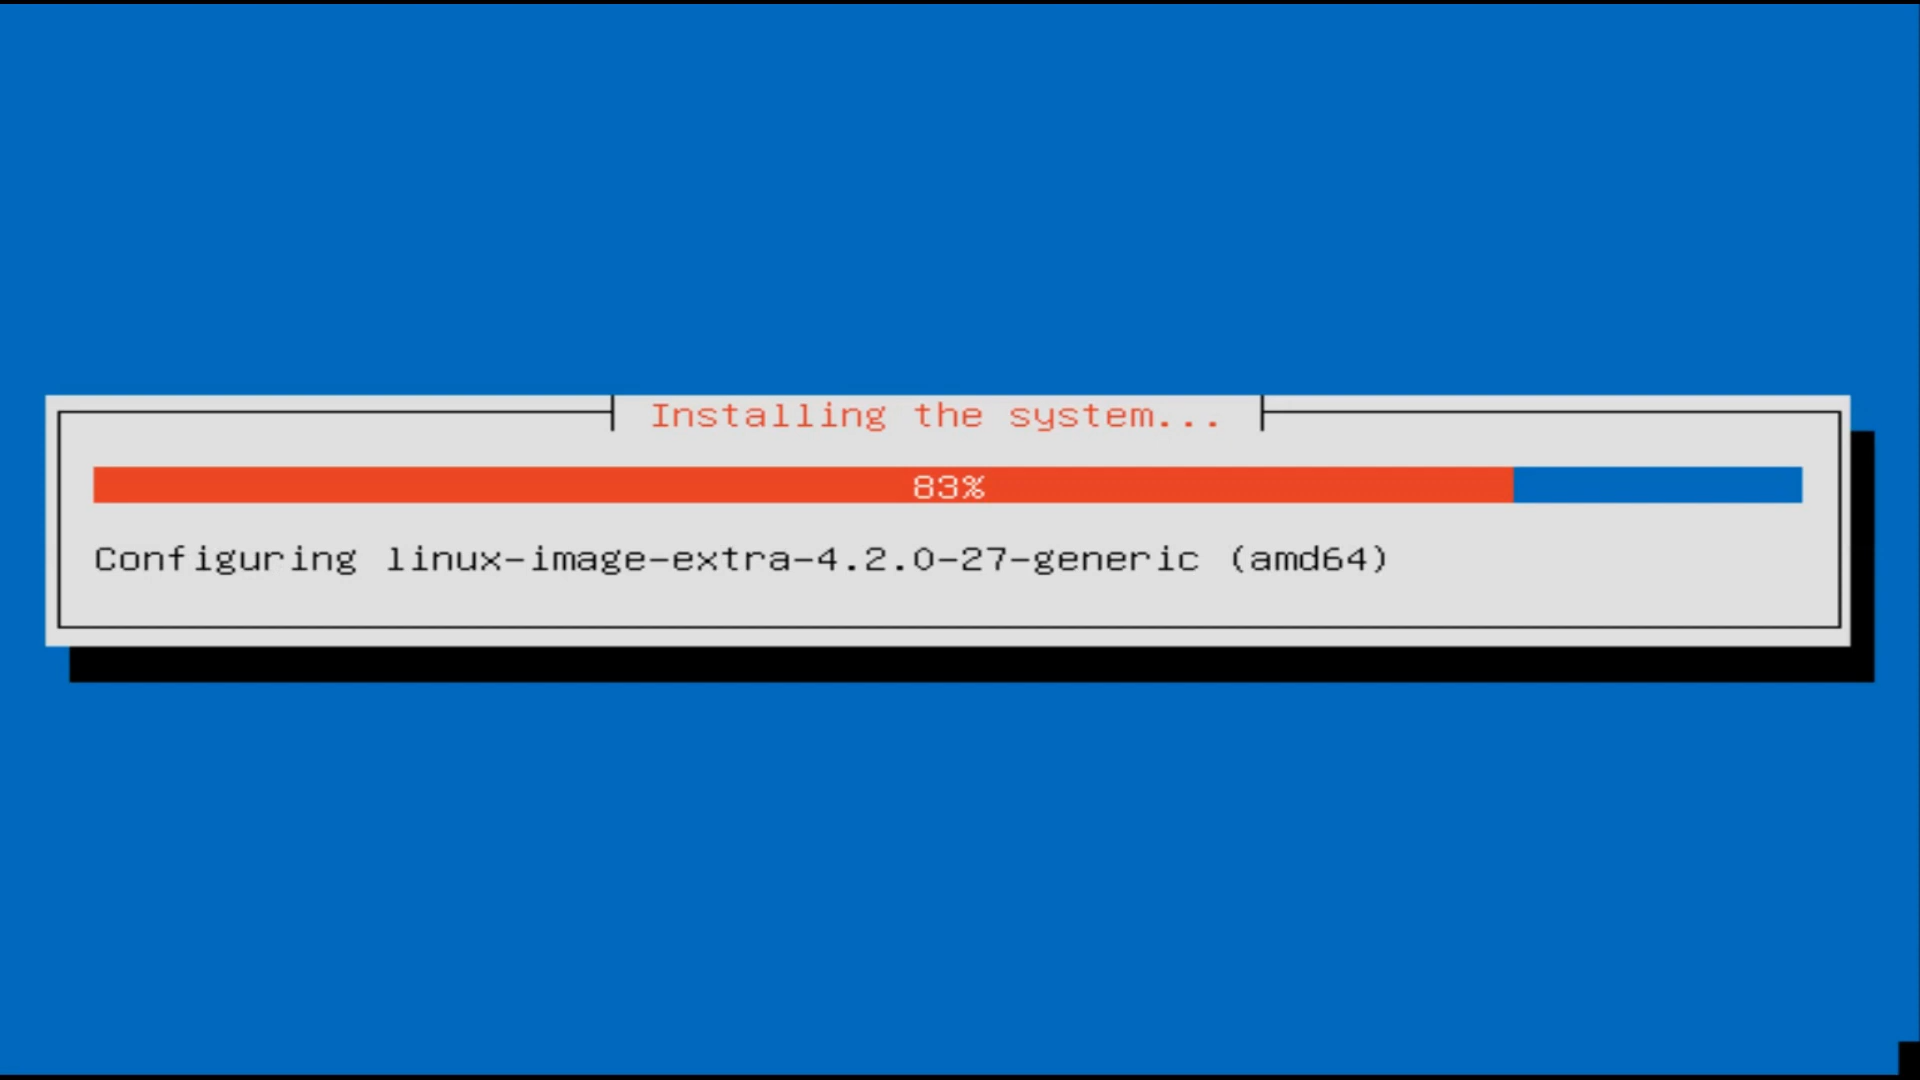 Installing the system...
83%
Configuring linux-image-extra-4.2.0-27-generic (amd64)